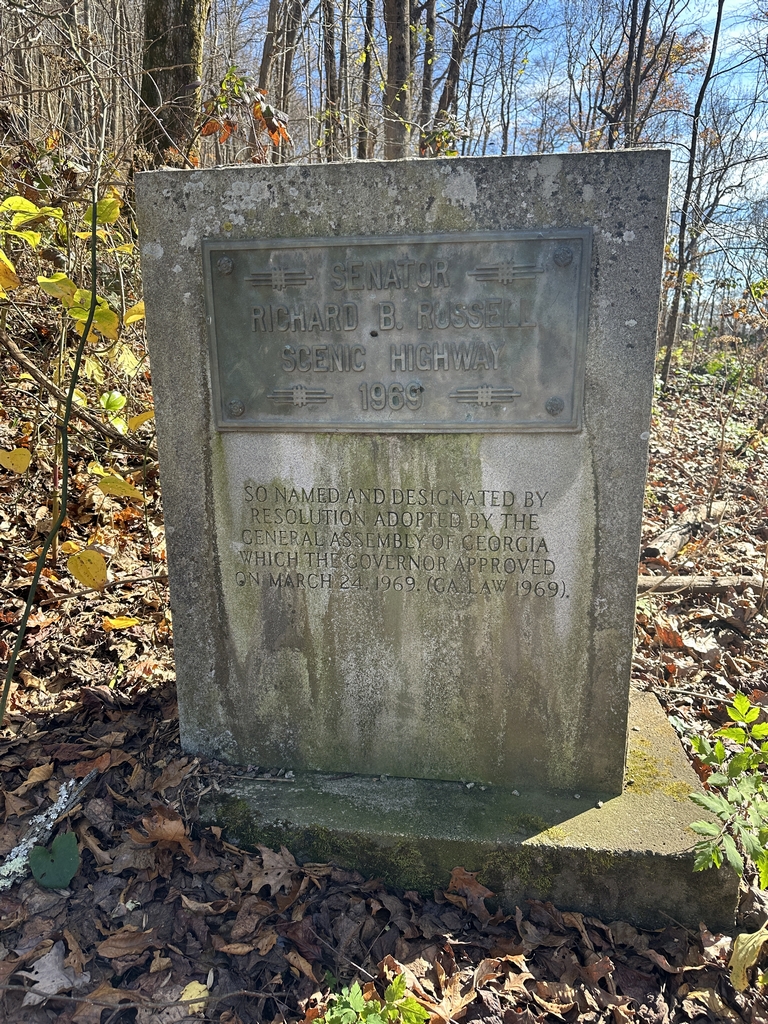 SENATOR
RICHARD B. RUSSELL
SCENIC HIGHWAY
1969
SO NAMED AND DESIGNATED BY
RESOLUTION ADOPTED BY THE
GENERAL ASSEMBLY OF GEORGIA
WHICH THE GOVERNOR APPROVED
ON MARCH 24, 1969. (GA. LAW 1969).